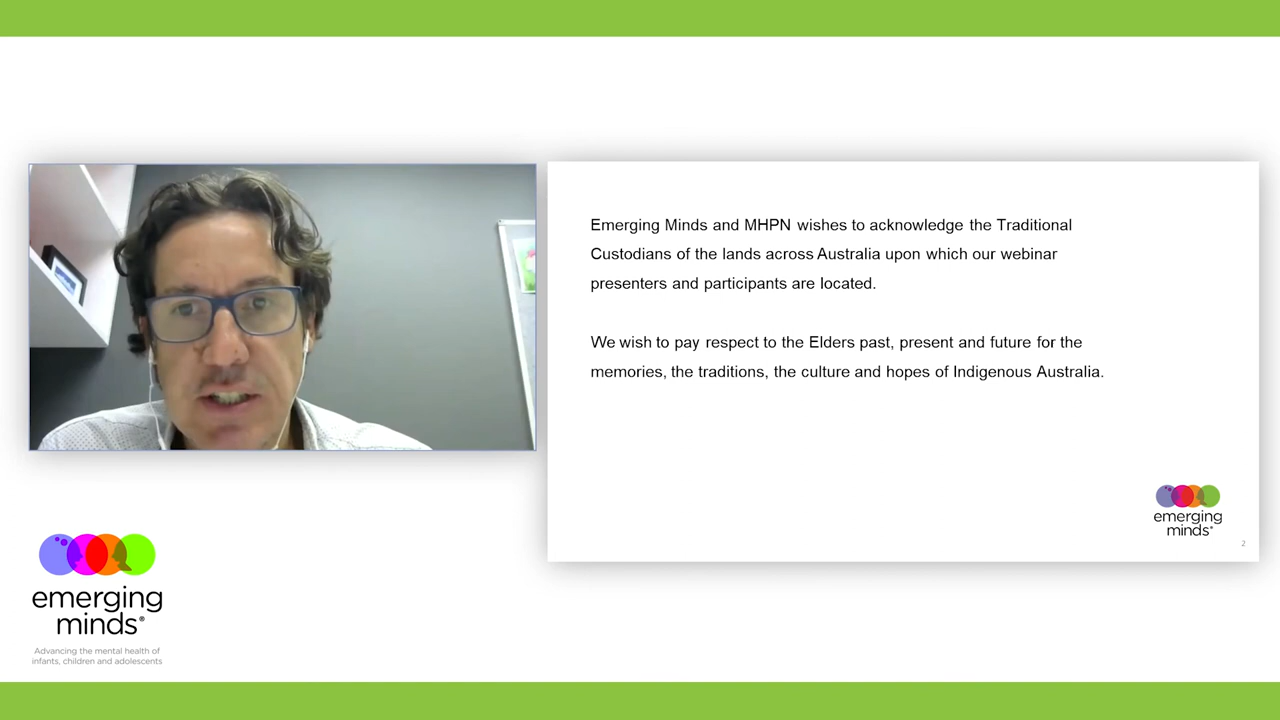 Emerging Minds and MHPN wishes to acknowledge the Traditional
Custodians of the lands across Australia upon which our webinar
presenters and participants are located.
We wish to pay respect to the Elders past, present and future for the
memories, the traditions, the culture and hopes of Indigenous Australia.
emerging
minds®
2
emerging
minds®
Advancing the mental health of
infants, children and adolescents